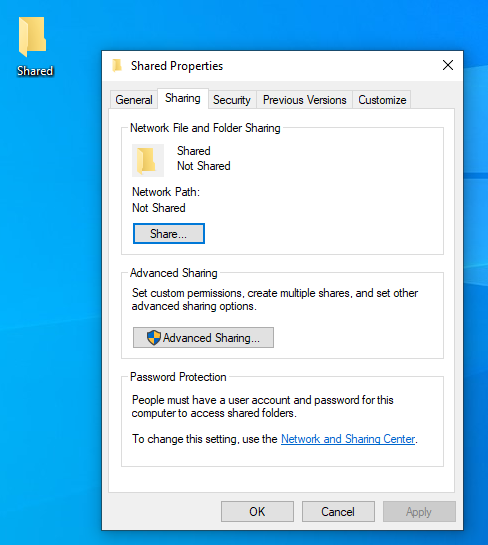 Shared
Shared Properties
General
Sharing
Security
Previous Versions
Customize
Network File and Folder Sharing
Shared
Not Shared
Network Path:
Not Shared
Share...
Advanced Sharing
Set custom permissions, create multiple shares, and set other
advanced sharing options.
Advanced Sharing...
Password Protection
People must have a user account and password for this
computer to access shared folders.
To change this setting, use the Network and Sharing Center.
OK
Cancel
Apply